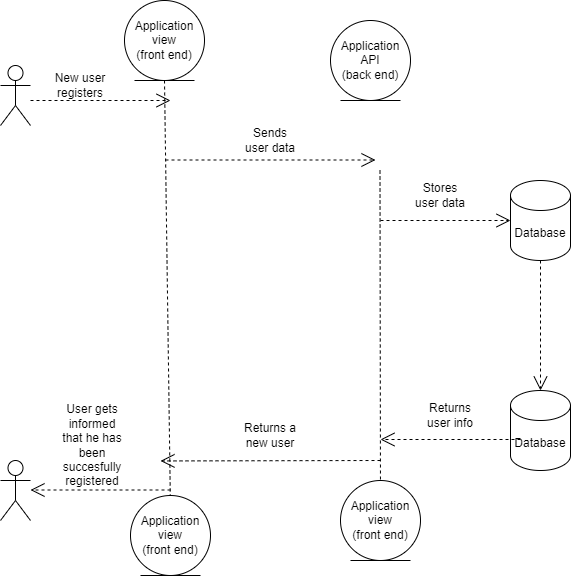 Application
view
(front end)
Application
API
(back end)
New user
registers
Sends
user data
Stores
user data
Database
User gets
informed
that he has
been
succesfully
registered
Returns a
new user
Returns
user info
Database
Application
view
(front end)
Application
view
(front end)